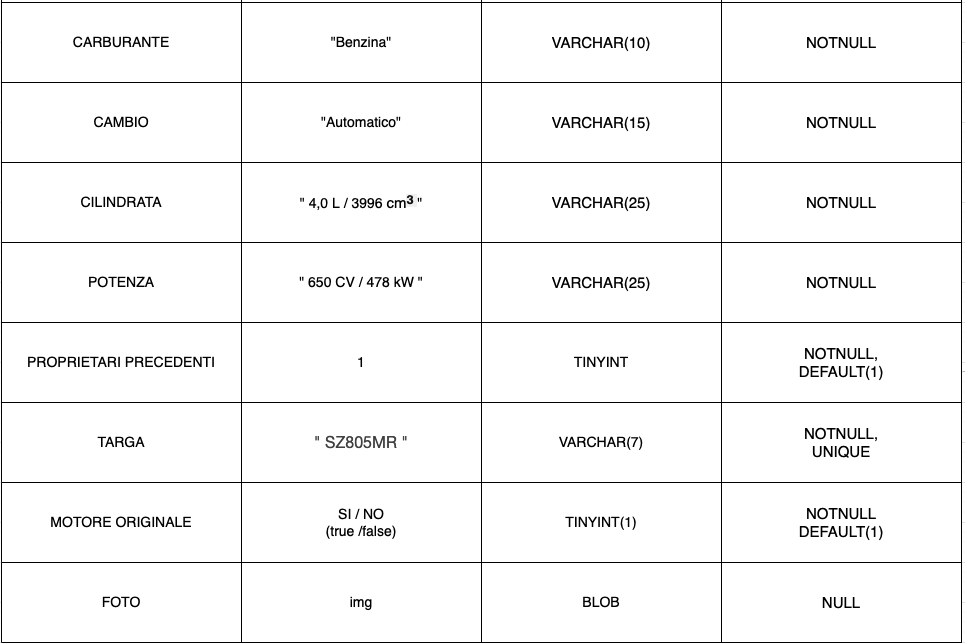 CARBURANTE "Benzina" VARCHAR(10) NOTNULL
CAMBIO "Automatico" VARCHAR(15) NOTNULL
CILINDRATA " 4,0 L / 3996 cm³ " VARCHAR(25) NOTNULL
POTENZA " 650 CV / 478 kW " VARCHAR(25) NOTNULL
PROPRIETARI PRECEDENTI 1 TINYINT NOTNULL,
DEFAULT(1)
TARGA " SZ805MR " VARCHAR(7) NOTNULL,
UNIQUE
MOTORE ORIGINALE SI / NO TINYINT(1) NOTNULL
(true /false) DEFAULT(1)
FOTO img BLOB NULL